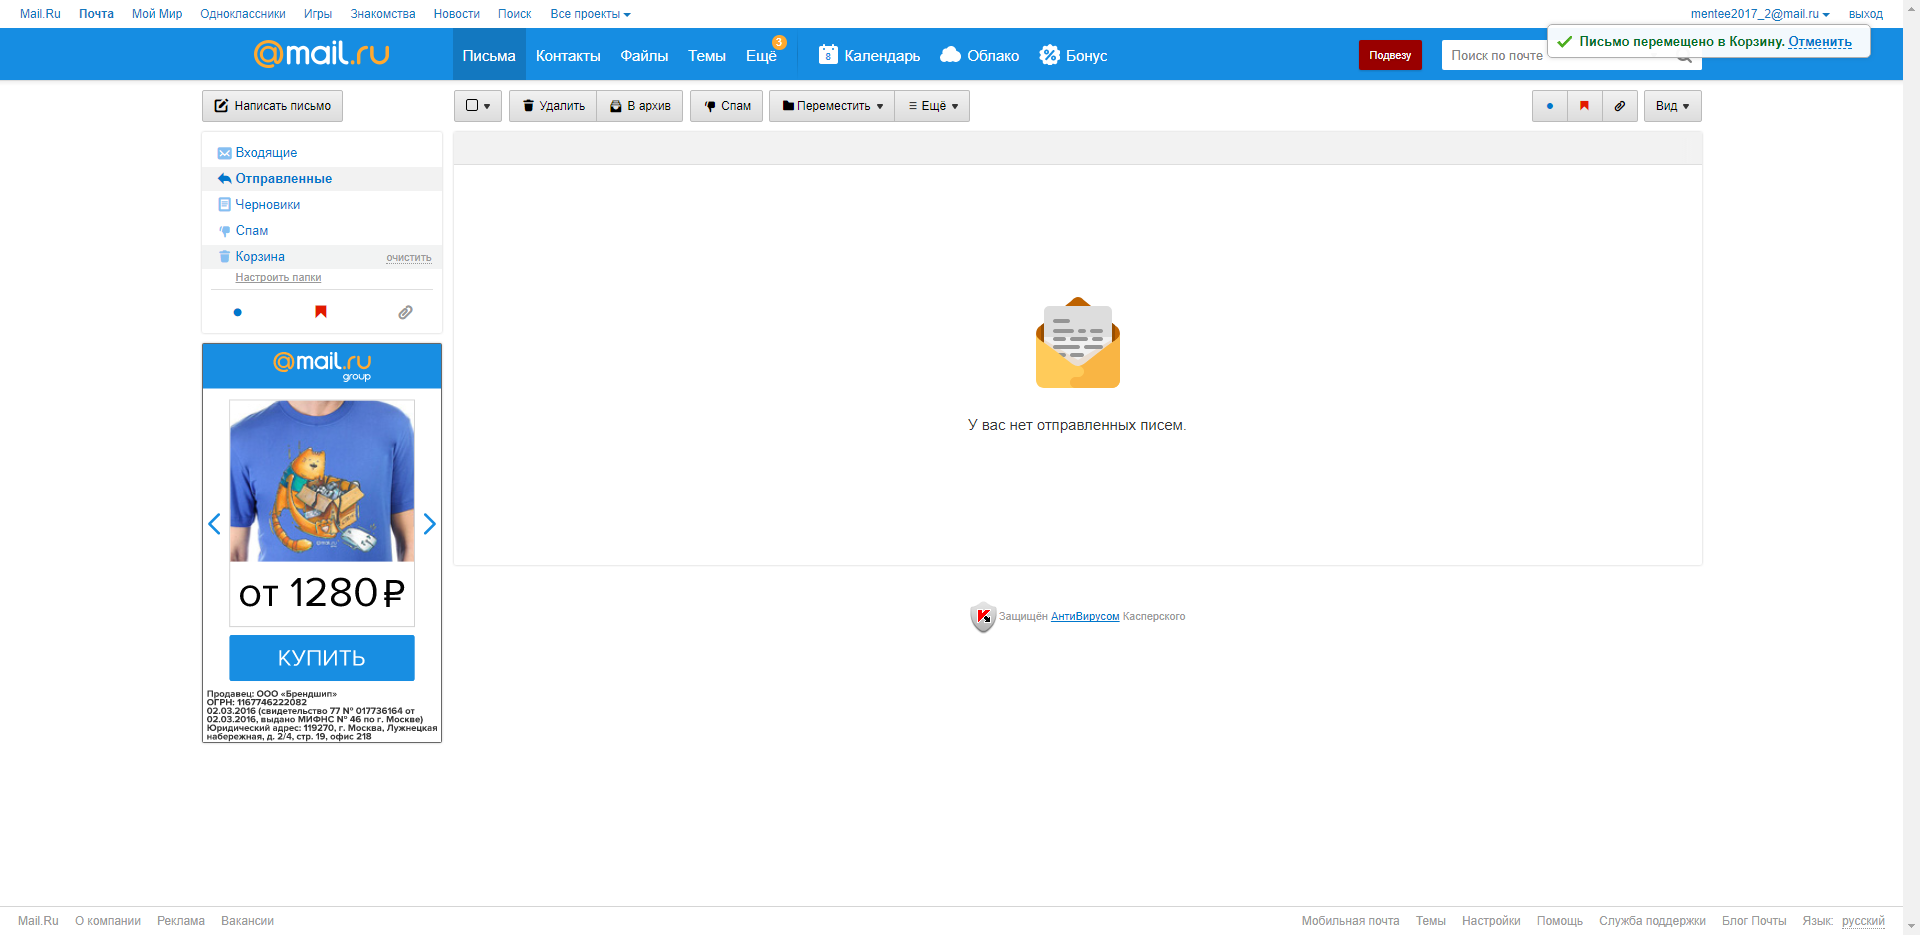 Mail.Ru Почта Мой Мир Одноклассники Игры Знакомства Новости Поиск Все проекты mentee2017_2@mail.ru выход
Письмо перемещено в Корзину. Отменить
@mail.ru Письма Контакты Файлы Темы Ещё 3 8 Календарь Облако Бонус Подвезу Поиск по почте
Написать письмо Удалить В архив Спам Переместить Ещё Вид
Входящие
Отправленные
Черновики
Спам
Корзина очистить
Настроить папки
@mail.ru
group
от 1280 ₽
КУПИТЬ
Продавец: ООО «Брендшип»
ОГРН: 1167746222082
02.03.2016 (свидетельство 77 № 017736164 от
02.03.2016, выдано МИФНС № 46 по г. Москве)
Юридический адрес: 119270, г. Москва, Лужнецкая
набережная, д. 2/4, стр. 19, офис 218
У вас нет отправленных писем.
Защищён АнтиВирусом Касперского
Mail.Ru О компании Реклама Вакансии Мобильная почта Темы Настройки Помощь Служба поддержки Блог Почты Язык: русский